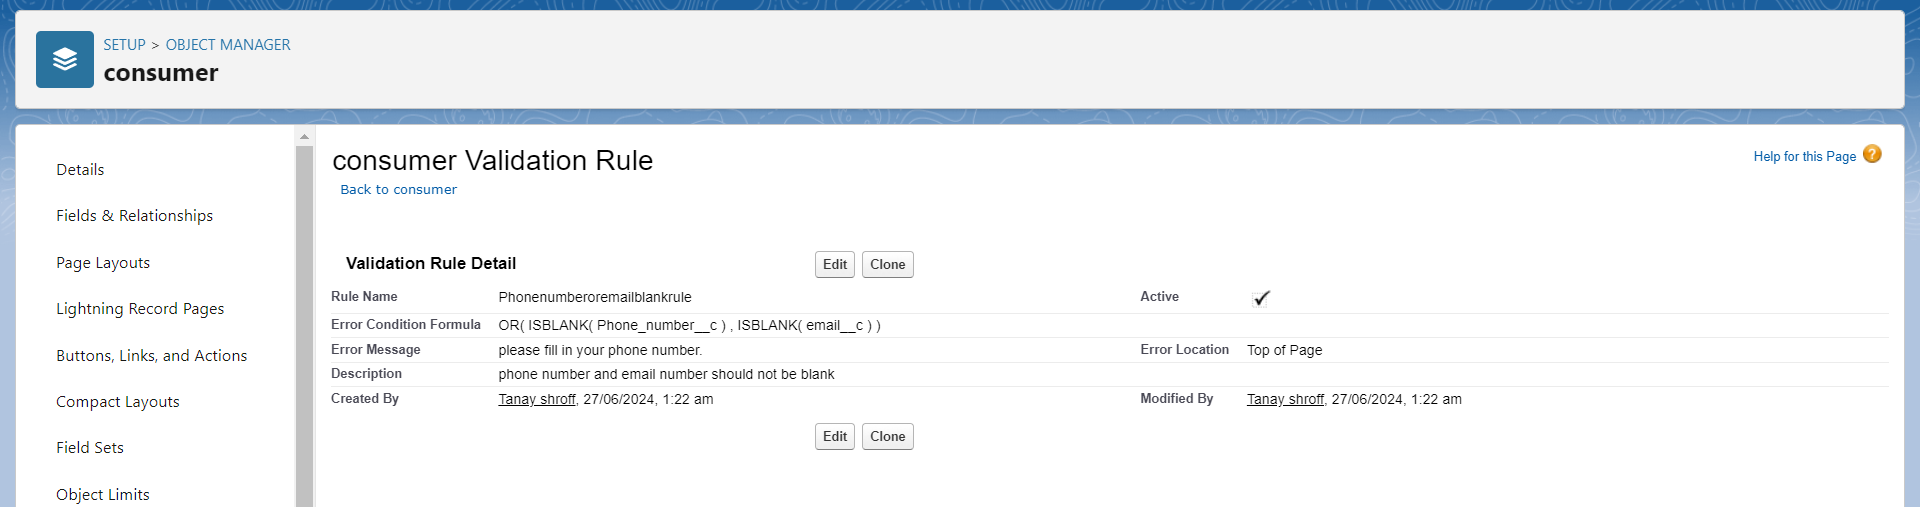 SETUP > OBJECT MANAGER
consumer
Details
Fields & Relationships
Page Layouts
Lightning Record Pages
Buttons, Links, and Actions
Compact Layouts
Field Sets
Object Limits
consumer Validation Rule
Back to consumer
Help for this Page ?
Validation Rule Detail Edit Clone
Rule Name Phonenumberoremailblankrule Active
Error Condition Formula OR( ISBLANK( Phone_number__c ) , ISBLANK( email__c ) )
Error Message please fill in your phone number. Error Location Top of Page
Description phone number and email number should not be blank
Created By Tanay shroff, 27/06/2024, 1:22 am Modified By Tanay shroff, 27/06/2024, 1:22 am
Edit Clone